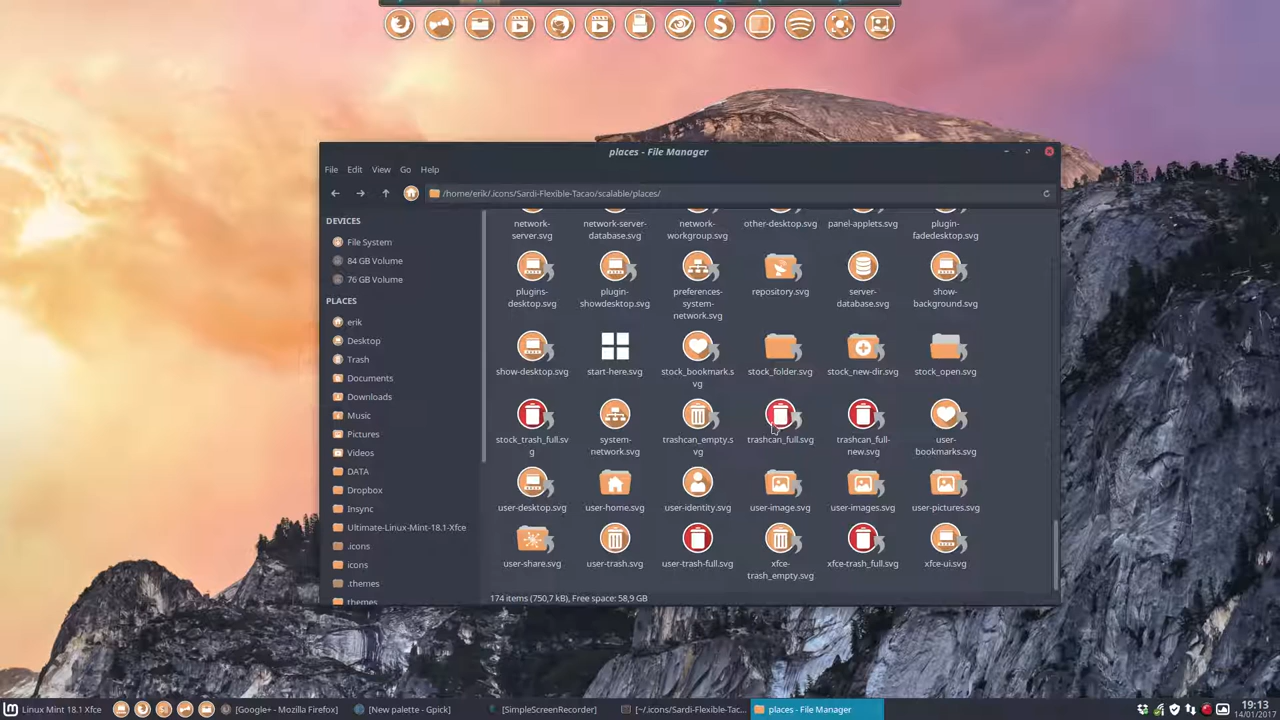 places - File Manager
File Edit View Go Help
/home/erik/.icons/Sardi-Flexible-Tacao/scalable/places/
DEVICES
File System
84 GB Volume
76 GB Volume
PLACES
erik
Desktop
Trash
Documents
Downloads
Music
Pictures
Videos
DATA
Dropbox
Insync
Ultimate-Linux-Mint-18.1-Xfce
.icons
icons
.themes
themes
network-server.svg network-server-database.svg network-workgroup.svg other-desktop.svg panel-applets.svg plugin-fadedesktop.svg
plugins-desktop.svg plugin-showdesktop.svg preferences-system-network.svg repository.svg server-database.svg show-background.svg
show-desktop.svg start-here.svg stock_bookmark.svg stock_folder.svg stock_new-dir.svg stock_open.svg
stock_trash_full.svg system-network.svg trashcan_empty.svg trashcan_full.svg trashcan_full-new.svg user-bookmarks.svg
user-desktop.svg user-home.svg user-identity.svg user-image.svg user-images.svg user-pictures.svg
user-share.svg user-trash.svg user-trash-full.svg xfce-trash_empty.svg xfce-trash_full.svg xfce-ui.svg
174 items (750,7 kB), Free space: 58,9 GB
Linux Mint 18.1 Xfce [Google+ - Mozilla Firefox] [New palette - Gpick] [SimpleScreenRecorder] [~/.icons/Sardi-Flexible-Tac... places - File Manager 19:13
14/01/2017